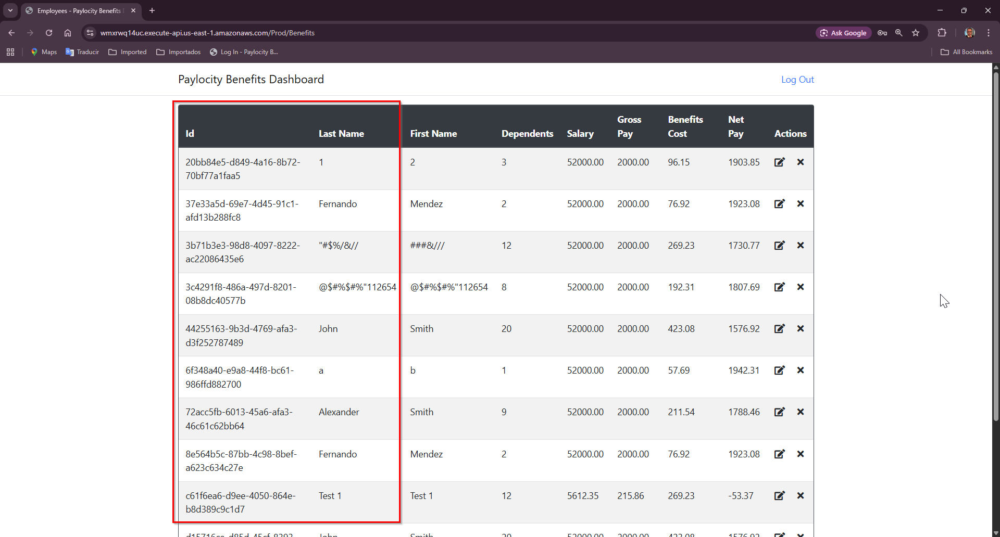 Employees - Paylocity Benefits
wmxrwq14uc.execute-api.us-east-1.amazonaws.com/Prod/Benefits
Ask Google
Maps
Traducir
Imported
Importados
Log In - Paylocity B...
All Bookmarks
Paylocity Benefits Dashboard
Log Out
Id Last Name First Name Dependents Salary Gross Pay Benefits Cost Net Pay Actions
20bb84e5-d849-4a16-8b72-70bf77a1faa5 1 2 3 52000.00 2000.00 96.15 1903.85
37e33a5d-69e7-4d45-91c1-afd13b288fc8 Fernando Mendez 2 52000.00 2000.00 76.92 1923.08
3b71b3e3-98d8-4097-8222-ac22086435e6 "#$%/&// ###&/// 12 52000.00 2000.00 269.23 1730.77
3c4291f8-486a-497d-8201-08b8dc40577b @$#%$#%"112654 @$#%$#%"112654 8 52000.00 2000.00 192.31 1807.69
44255163-9b3d-4769-afa3-d3f252787489 John Smith 20 52000.00 2000.00 423.08 1576.92
6f348a40-e9a8-44f8-bc61-986ffd882700 a b 1 52000.00 2000.00 57.69 1942.31
72acc5fb-6013-45a6-afa3-46c61c62bb64 Alexander Smith 9 52000.00 2000.00 211.54 1788.46
8e564b5c-87bb-4c98-8bef-a623c634c27e Fernando Mendez 2 52000.00 2000.00 76.92 1923.08
c61f6ea6-d9ee-4050-864e-b8d389c9c1d7 Test 1 Test 1 12 5612.35 215.86 269.23 -53.37
John Smith 20 52000.00 2000.00 423.08 1576.92